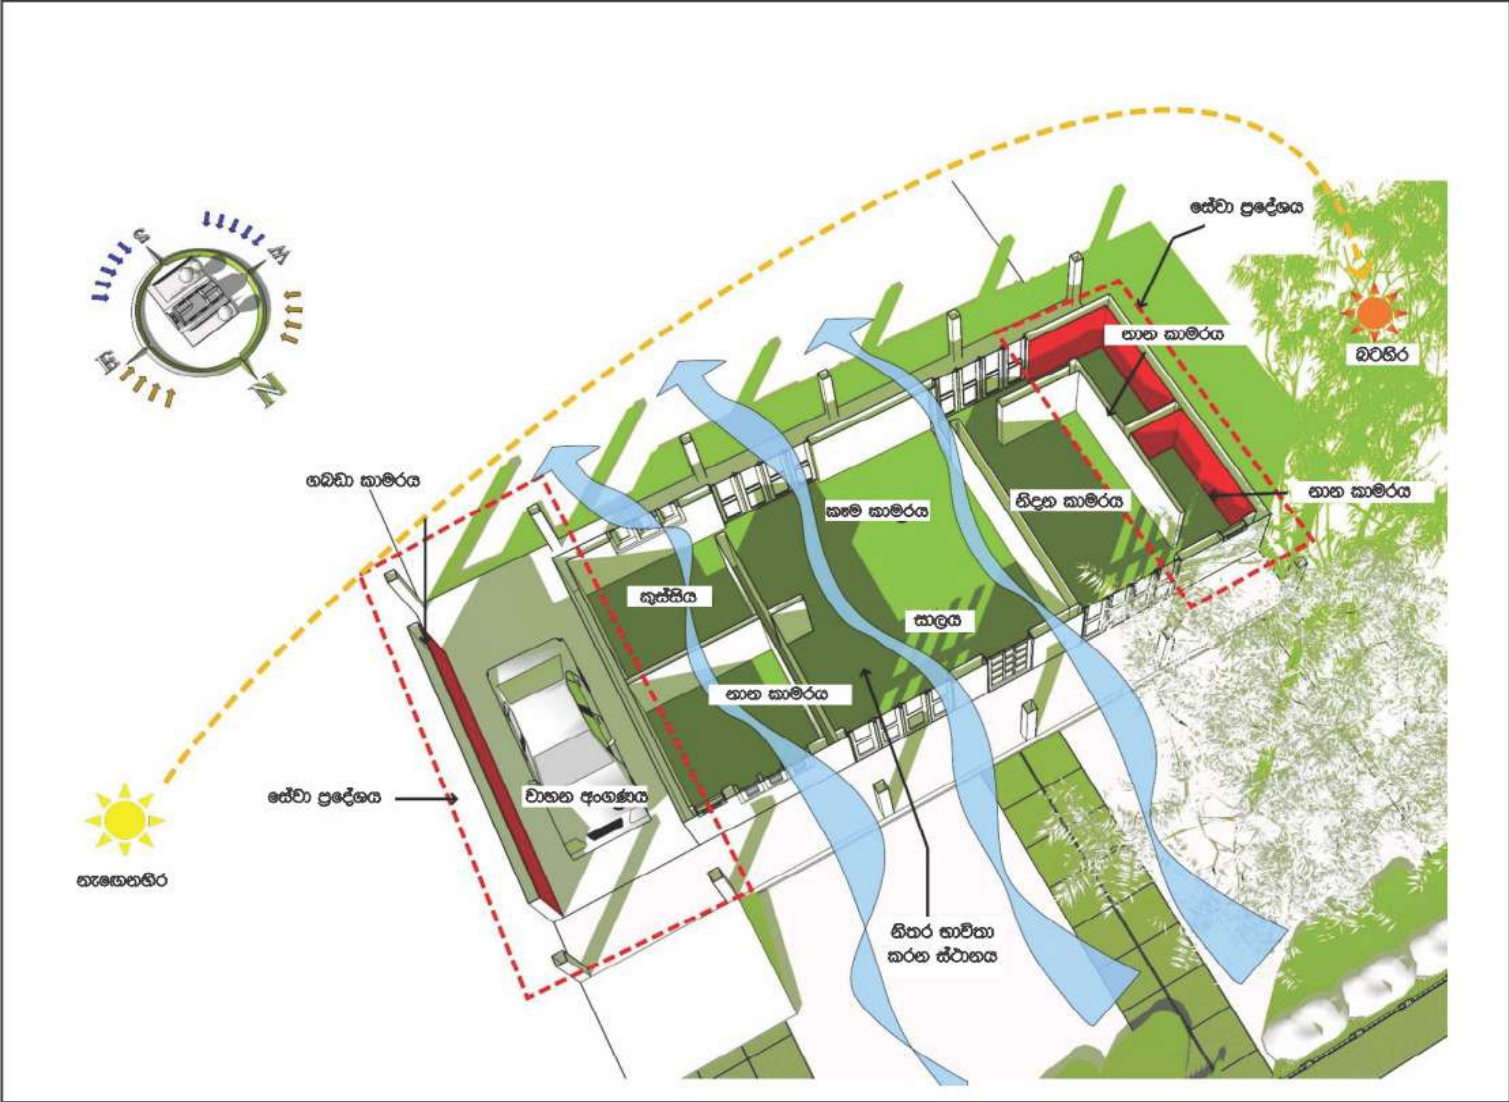 සේවා ප්‍රදේශය
S
W
නාන කාමරය
බටහිර
E
N
ගබඩා කාමරය
නිදන කාමරය
නාන කාමරය
කෑම කාමරය
කුස්සිය
සාලය
නාන කාමරය
සේවා ප්‍රදේශය
වාහන අංගණය
නැඟෙනහිර
නිතර භාවිතා
කරන ස්ථානය